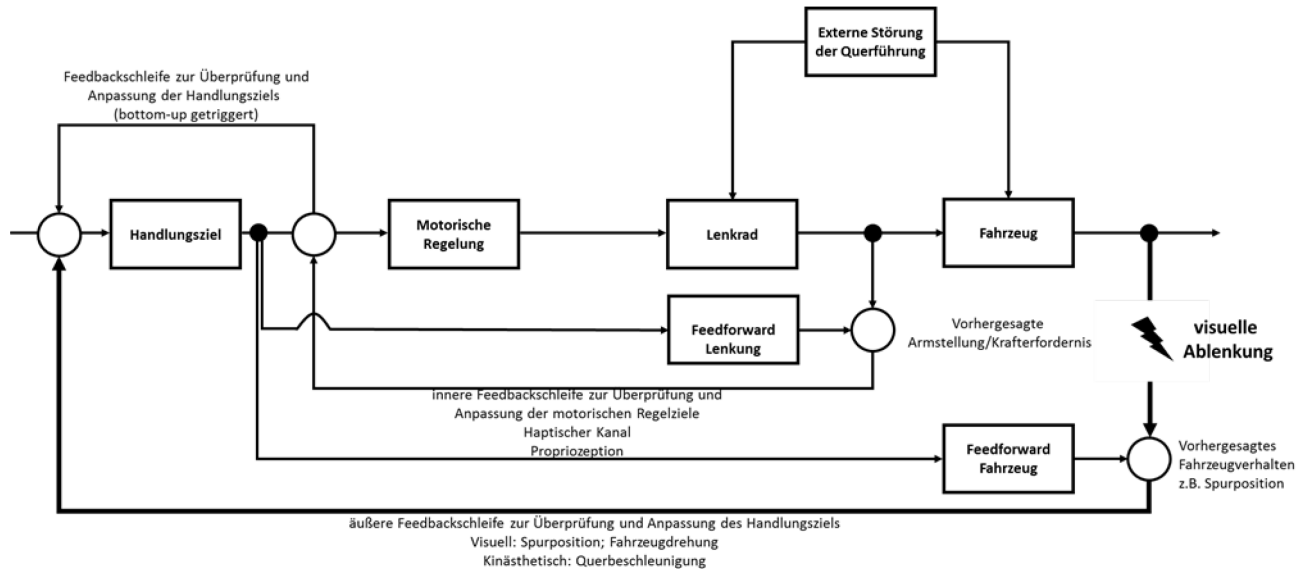 Externe Störung
der Querführung
Feedbackschleife zur Überprüfung und
Anpassung der Handlungsziels
(bottom-up getriggert)
Handlungsziel
Motorische
Regelung
Lenkrad
Fahrzeug
Feedforward
Lenkung
Vorhergesagte
Armstellung/Krafterfordernis
visuelle
Ablenkung
innere Feedbackschleife zur Überprüfung und
Anpassung der motorischen Regelziele
Haptischer Kanal
Propriozeption
Feedforward
Fahrzeug
Vorhergesagtes
Fahrzeugverhalten
z.B. Spurposition
äußere Feedbackschleife zur Überprüfung und Anpassung des Handlungsziels
Visuell: Spurposition; Fahrzeugdrehung
Kinästhetisch: Querbeschleunigung